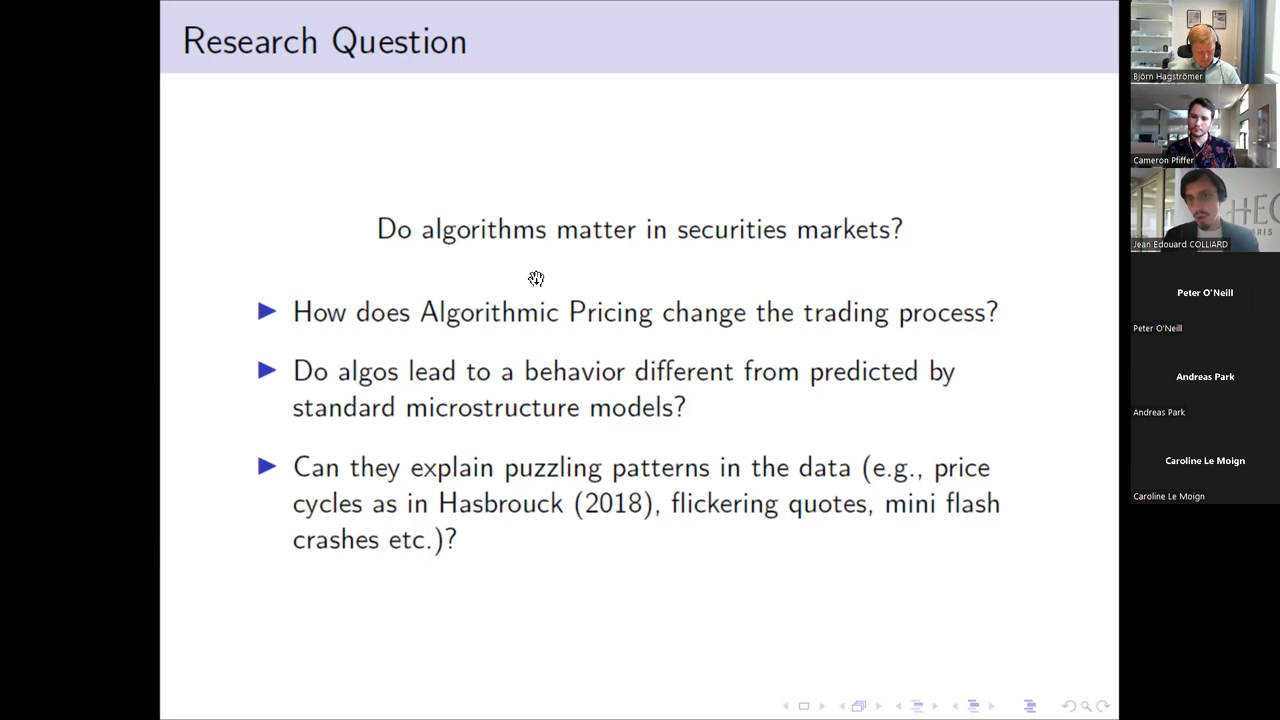 Research Question
Do algorithms matter in securities markets?
How does Algorithmic Pricing change the trading process?
Do algos lead to a behavior different from predicted by
standard microstructure models?
Can they explain puzzling patterns in the data (e.g., price
cycles as in Hasbrouck (2018), flickering quotes, mini flash
crashes etc.)?
Björn Hagströmer
Cameron Pfiffer
HEC
PARIS
Jean Edouard COLLIARD
Peter O'Neill
Peter O'Neill
Andreas Park
Andreas Park
Caroline Le Moign
Caroline Le Moign